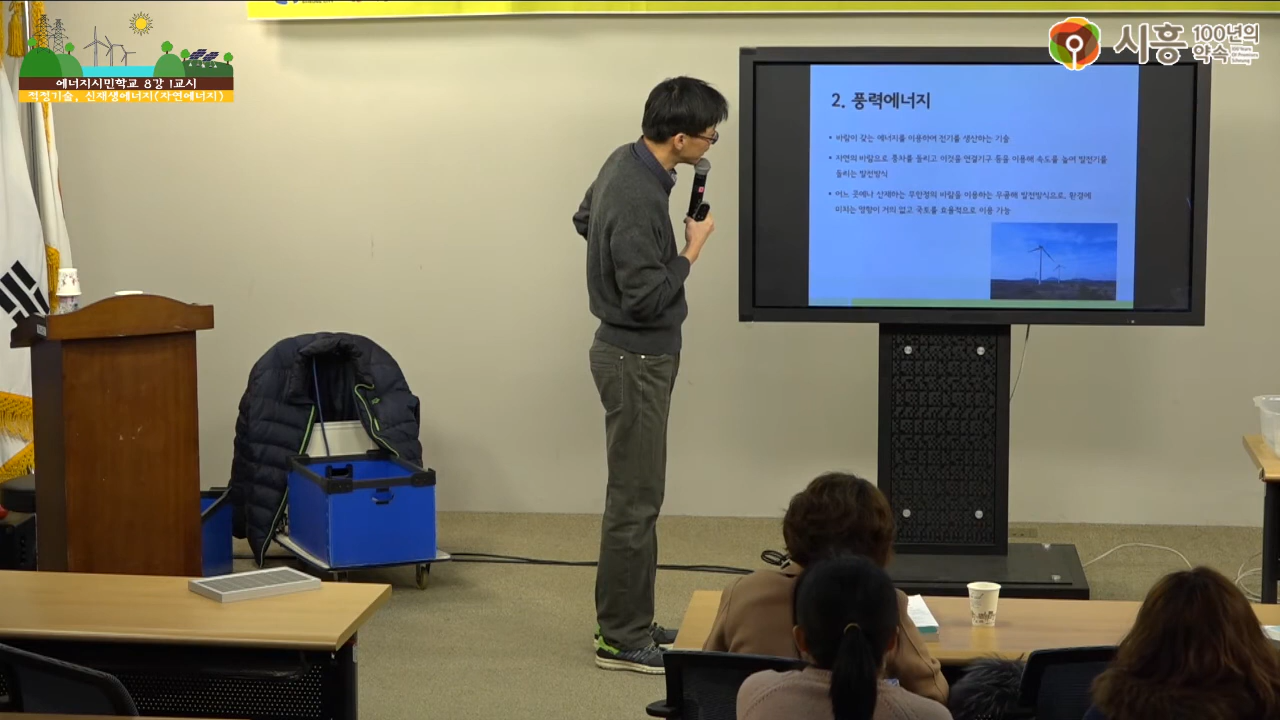 에너지시민학교 8강 1교시
적정기술, 신재생에너지(자연에너지)
시흥 100년의 약속
2. 풍력에너지
• 바람이 갖는 에너지를 이용하여 전기를 생산하는 기술
• 자연의 바람으로 풍차를 돌리고 이것을 연결기구 등을 이용해 속도를 높여 발전기를
돌리는 발전방식
• 어느 곳에나 산재하는 무한정의 바람을 이용하는 무공해 발전방식으로, 환경에
미치는 영향이 거의 없고 국토를 효율적으로 이용 가능